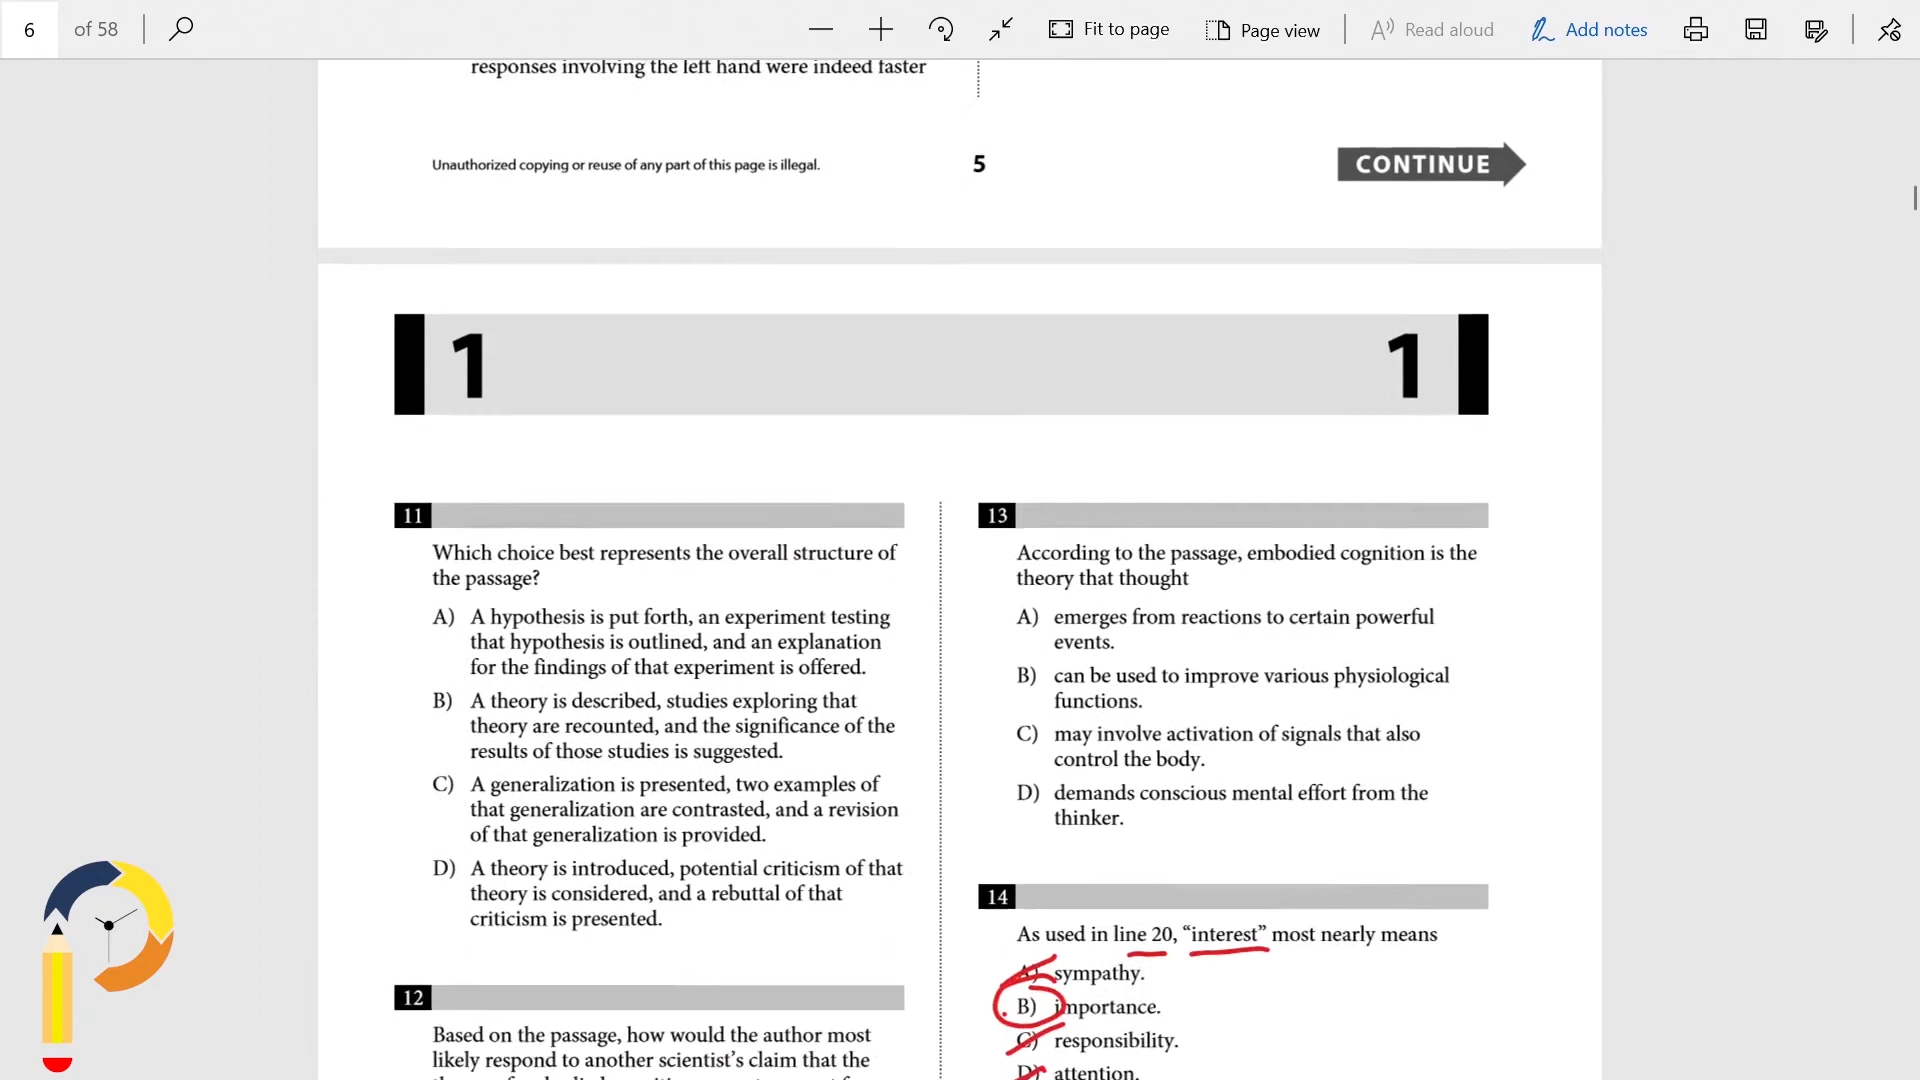 6 of 58
Fit to page
Page view
Read aloud
Add notes
responses involving the left hand were indeed faster
Unauthorized copying or reuse of any part of this page is illegal.
5
CONTINUE
1
1
11
Which choice best represents the overall structure of
the passage?
A) A hypothesis is put forth, an experiment testing
that hypothesis is outlined, and an explanation
for the findings of that experiment is offered.
B) A theory is described, studies exploring that
theory are recounted, and the significance of the
results of those studies is suggested.
C) A generalization is presented, two examples of
that generalization are contrasted, and a revision
of that generalization is provided.
D) A theory is introduced, potential criticism of that
theory is considered, and a rebuttal of that
criticism is presented.
12
Based on the passage, how would the author most
likely respond to another scientist's claim that the
13
According to the passage, embodied cognition is the
theory that thought
A) emerges from reactions to certain powerful
events.
B) can be used to improve various physiological
functions.
C) may involve activation of signals that also
control the body.
D) demands conscious mental effort from the
thinker.
14
As used in line 20, “interest” most nearly means
A) sympathy.
B) importance.
C) responsibility.
D) attention.